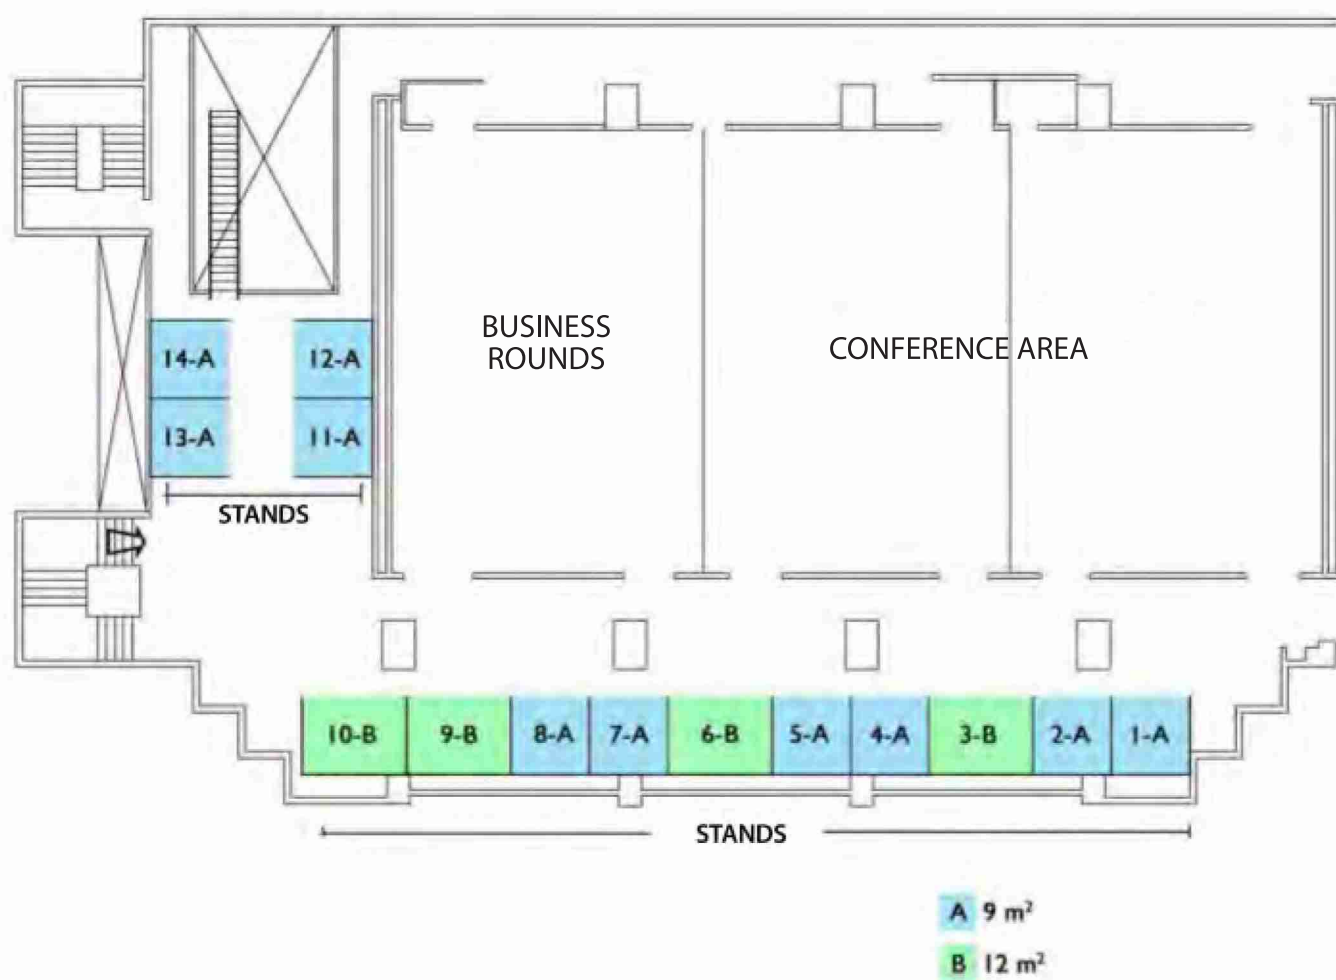 BUSINESS
ROUNDS
CONFERENCE AREA
14-A
12-A
13-A
11-A
STANDS
10-B
9-B
8-A
7-A
6-B
5-A
4-A
3-B
2-A
1-A
STANDS
A 9 m²
B 12 m²